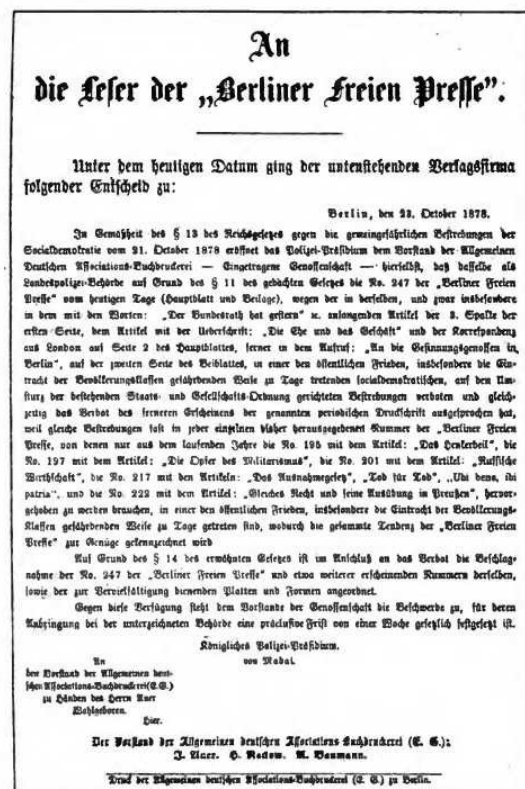 An
die Leser der „Berliner Freien Presse".
Unter dem heutigen Datum ging der untenstehenden Verlagsfirma
folgender Entscheid zu:
Berlin, den 23. October 1878.
In Gemäßheit des § 13 des Reichsgesetzes gegen die gemeingefährlichen Bestrebungen der
Socialdemokratie vom 21. October 1878 eröffnet das Polizei-Präsidium dem Vorstand der Allgemeinen
Deutschen Associations-Buchdruckerei — Eingetragene Genossenschaft — hierselbst, daß dasselbe als
Landespolizei-Behörde auf Grund des § 11 des gedachten Gesetzes die No. 247 der „Berliner Freien
Presse" vom heutigen Tage (Hauptblatt und Beilage), wegen der in derselben, und zwar insbesondere
in dem mit den Worten: „Der Bundesrath hat gestern" ꝛc. anfangenden Artikel der 3. Spalte der
ersten Seite, dem Artikel mit der Ueberschrift: „Die Ehe und das Geschäft" und der Korrespondenz
aus London auf Seite 2 des Hauptblattes, ferner in dem Aufruf: „An die Gesinnungsgenossen in
Berlin", auf der zweiten Seite des Beiblattes, in einer den öffentlichen Frieden, insbesondere die Ein-
tracht der Bevölkerungsklassen gefährdenden Weise zu Tage tretenden socialdemokratischen, auf den Um-
sturz der bestehenden Staats- und Gesellschafts-Ordnung gerichteten Bestrebungen verboten und gleich-
zeitig das Verbot des ferneren Erscheinens der genannten periodischen Druckschrift ausgesprochen hat,
weil gleiche Bestrebungen fast in jeder einzelnen bisher herausgegebenen Nummer der „Berliner Freien
Presse, von denen nur aus dem laufenden Jahre die No. 195 mit dem Artikel: „Das Henkerbeil", die
No. 197 mit dem Artikel: „Die Opfer des Militarismus", die No. 201 mit dem Artikel: „Russische
Wirthschaft", die No. 217 mit den Artikeln: „Das Ausnahmegesetz", „Tod für Tod", „Ubi bene, ibi
patria", und die No. 222 mit dem Artikel: „Gleiches Recht und seine Ausübung in Preußen", hervor-
gehoben zu werden brauchen, in einer den öffentlichen Frieden, insbesondere die Eintracht der Bevölkerungs-
Klassen gefährdenden Weise zu Tage getreten sind, wodurch die gesammte Tendenz der „Berliner Freien
Presse" zur Genüge gekennzeichnet wird
Auf Grund des § 14 des erwähnten Gesetzes ist im Anschluß an das Verbot die Beschlag-
nahme der No. 247 der „Berliner Freien Presse" und etwa weiterer erscheinenden Nummern derselben,
sowie der zur Vervielfältigung dienenden Platten und Formen angeordnet.
Gegen diese Verfügung steht dem Vorstande der Genossenschaft die Beschwerde zu, für deren
Anbringung bei der unterzeichneten Behörde eine präclusive Frist von einer Woche gesetzlich festgesetzt ist.
Königliches Polizei-Präsidium.
von Madai.
An
den Vorstand der Allgemeinen deut-
schen Associations-Buchdruckerei (E. G.)
zu Händen des Herrn Auer
Wohlgeboren.
Hier.
Der Vorstand der Allgemeinen deutschen Associations-Buchdruckerei (E. G.):
I. Auer. H. Rackow. A. Baumann.
Druck der Allgemeinen deutschen Associations-Buchdruckerei (E. G.) zu Berlin.